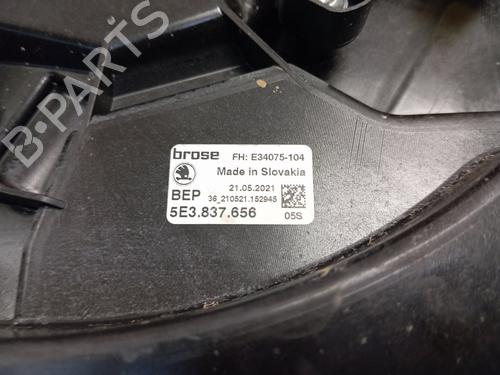 B-PARTS
brose FH: E34075-104
Made in Slovakia
21.05.2021
BEP 36_210521.152945
5E3.837.656 05S